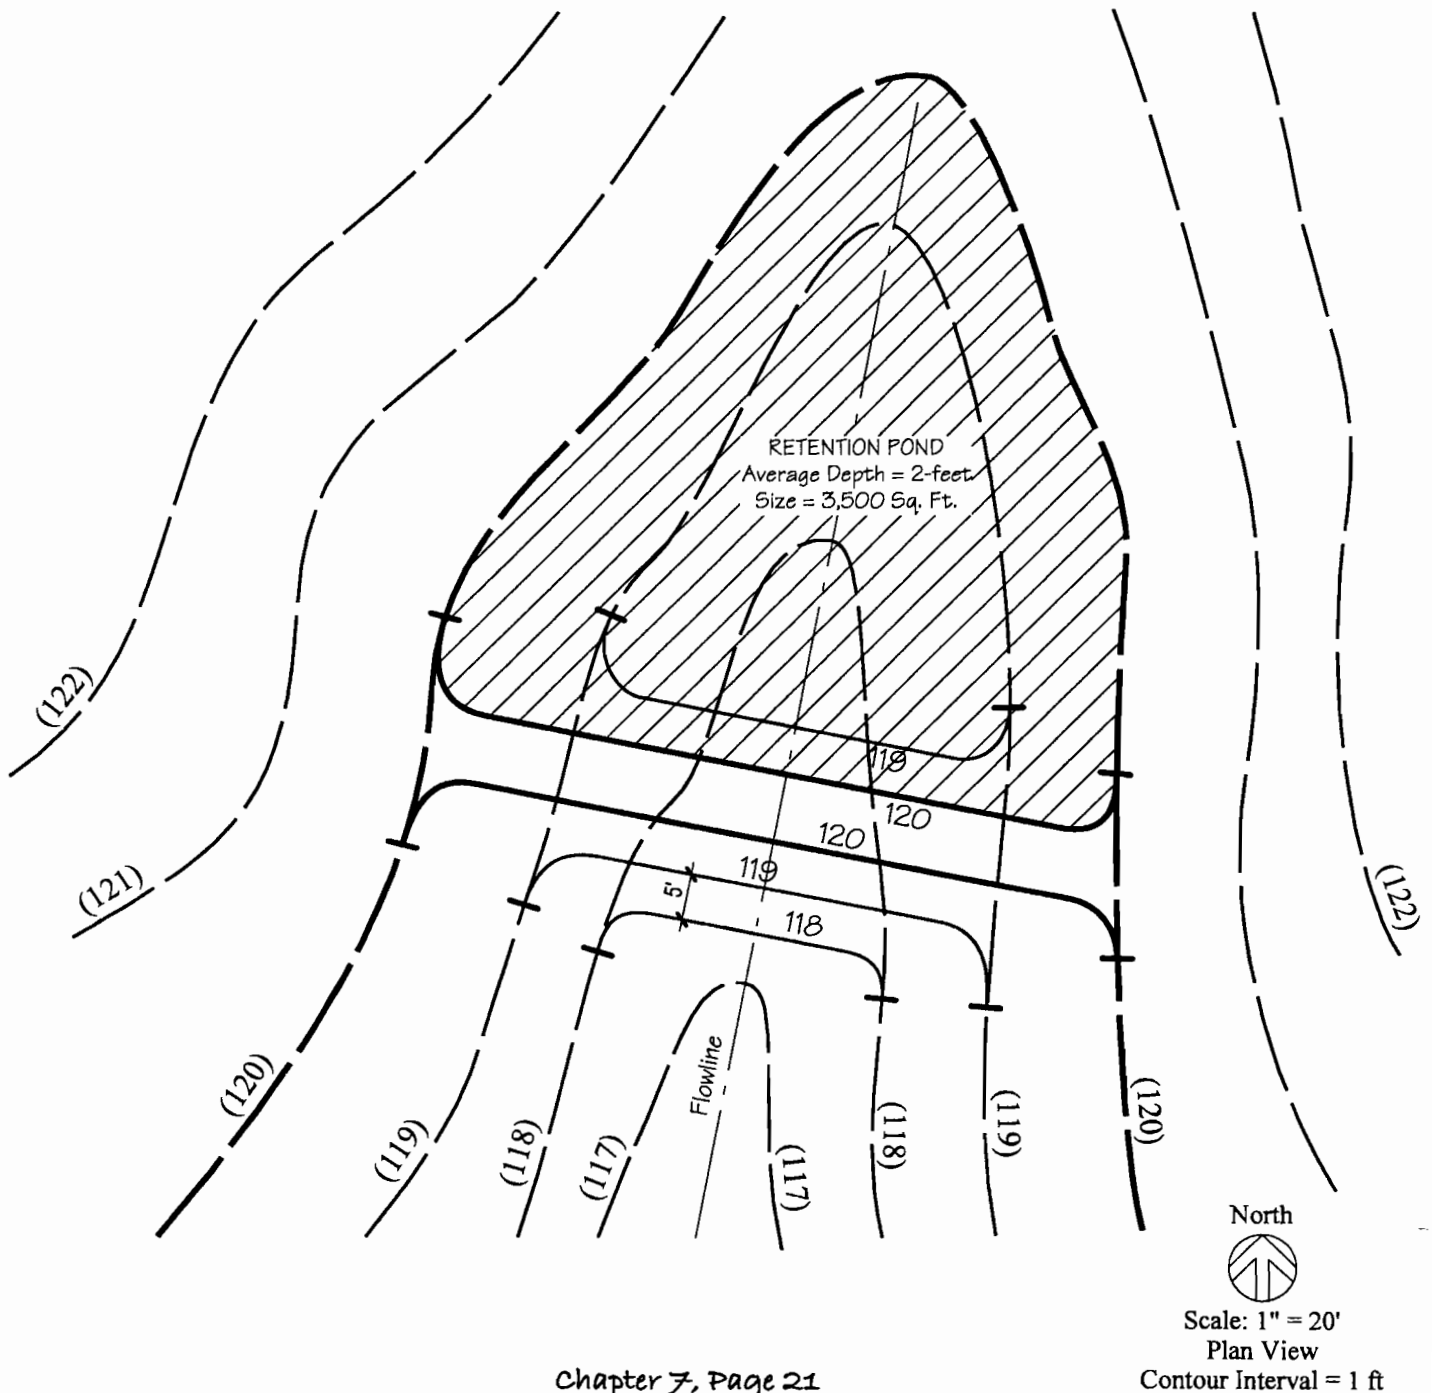 RETENTION POND
Average Depth = 2-feet
Size = 3,500 Sq. Ft.
(122)
119
120
120
(121)
119
5'
118
(122)
Flowline
(120)
(119)
(118)
(117)
(117)
(118)
(119)
(120)
North
Scale: 1" = 20'
Plan View
Contour Interval = 1 ft
Chapter 7, Page 21